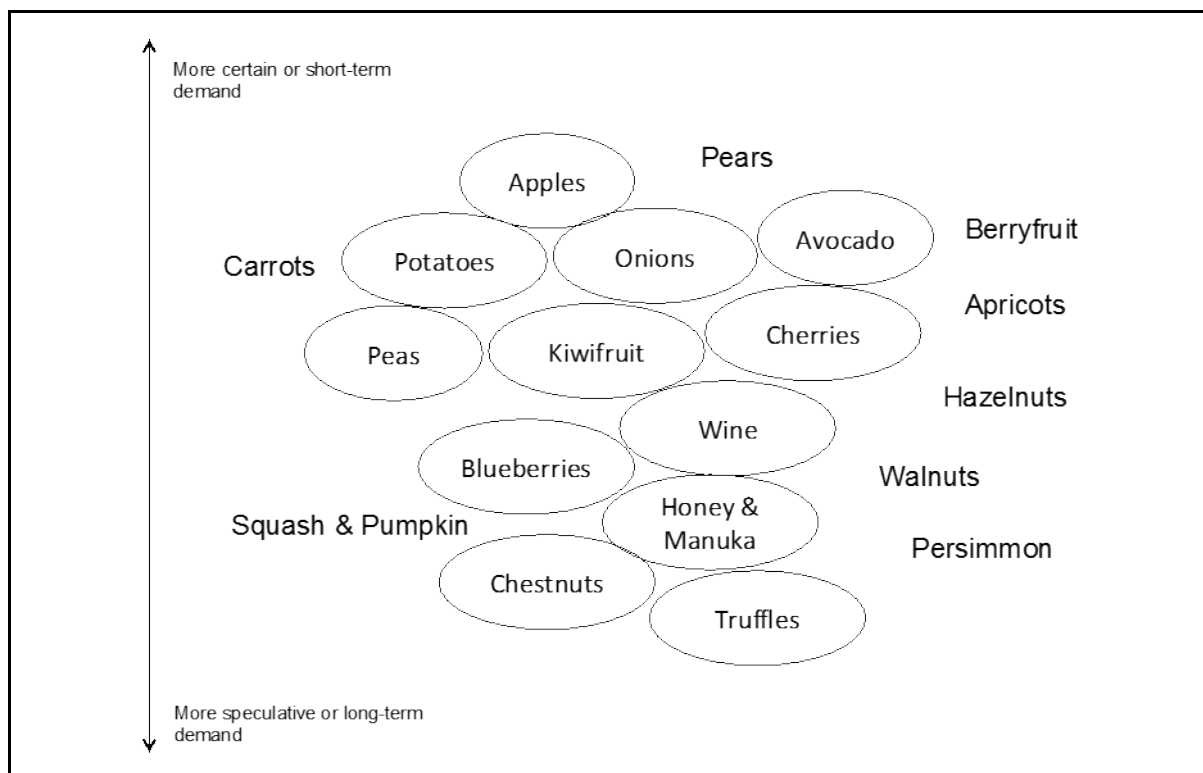 More certain or short-term
demand
Pears
Apples
Avocado
Berryfruit
Onions
Potatoes
Carrots
Apricots
Cherries
Kiwifruit
Peas
Hazelnuts
Wine
Blueberries
Walnuts
Honey &
Manuka
Squash & Pumpkin
Persimmon
Chestnuts
Truffles
More speculative or long-term
demand